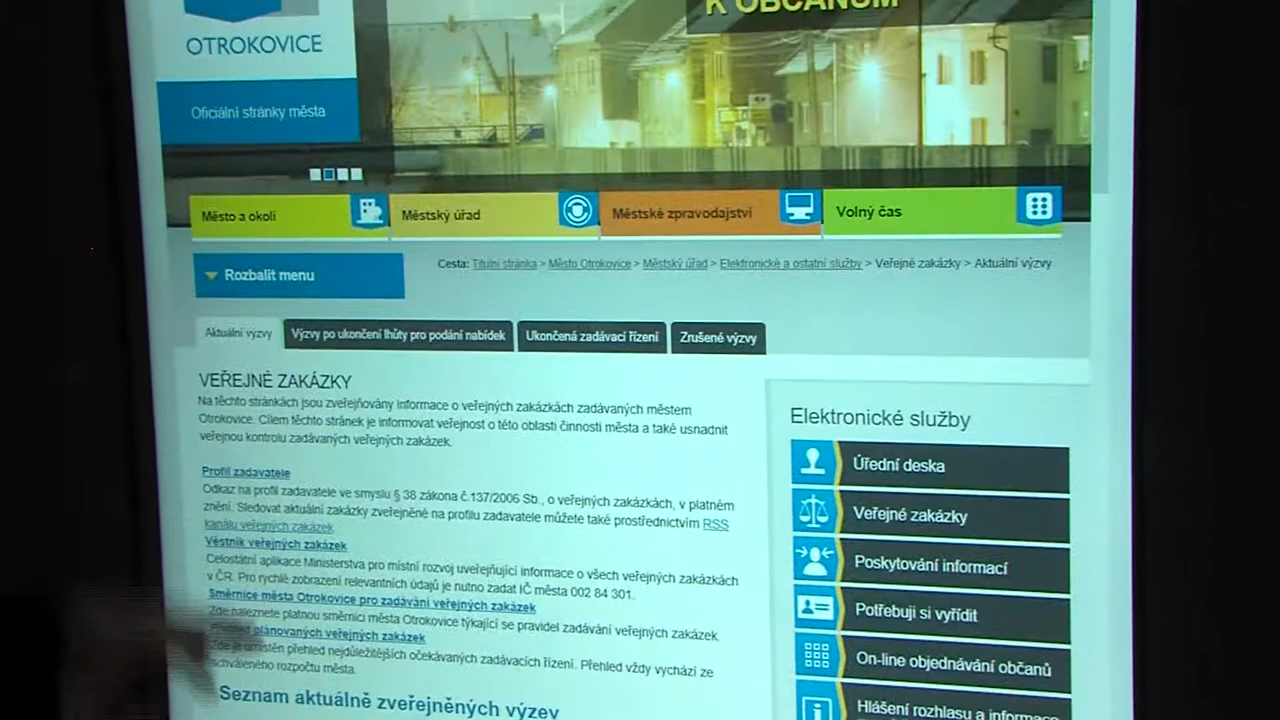 K OBČANŮM
OTROKOVICE
Oficiální stránky města
Město a okolí
Městský úřad
Městské zpravodajství
Volný čas
Rozbalit menu
Cesta: Titulní stránka > Město Otrokovice > Městský úřad > Elektronické a ostatní služby > Veřejné zakázky > Aktuální výzvy
Aktuální výzvy
Výzvy po ukončení lhůty pro podání nabídek
Ukončená zadávací řízení
Zrušené výzvy
VEŘEJNÉ ZAKÁZKY
Na těchto stránkách jsou zveřejňovány informace o veřejných zakázkách zadávaných městem
Otrokovice. Cílem těchto stránek je informovat veřejnost o této oblasti činnosti města a také usnadnit
veřejnou kontrolu zadávaných veřejných zakázek.
Profil zadavatele
Odkaz na profil zadavatele ve smyslu § 38 zákona č.137/2006 Sb., o veřejných zakázkách, v platném
znění. Sledovat aktuální zakázky zveřejněné na profilu zadavatele můžete také prostřednictvím RSS
kanálu veřejných zakázek.
Věstník veřejných zakázek
Celostátní aplikace Ministerstva pro místní rozvoj uveřejňující informace o všech veřejných zakázkách
v ČR. Pro rychlé zobrazení relevantních údajů je nutno zadat IČ města 002 84 301.
Směrnice města Otrokovice pro zadávání veřejných zakázek
Zde naleznete platnou směrnici města Otrokovice týkající se pravidel zadávání veřejných zakázek.
Přehled plánovaných veřejných zakázek
Zde je umístěn přehled nejdůležitějších očekávaných zadávacích řízení. Přehled vždy vychází ze
schváleného rozpočtu města.
Seznam aktuálně zveřejněných výzev
Elektronické služby
Úřední deska
Veřejné zakázky
Poskytování informací
Potřebuji si vyřídit
On-line objednávání občanů
Hlášení rozhlasu a informace